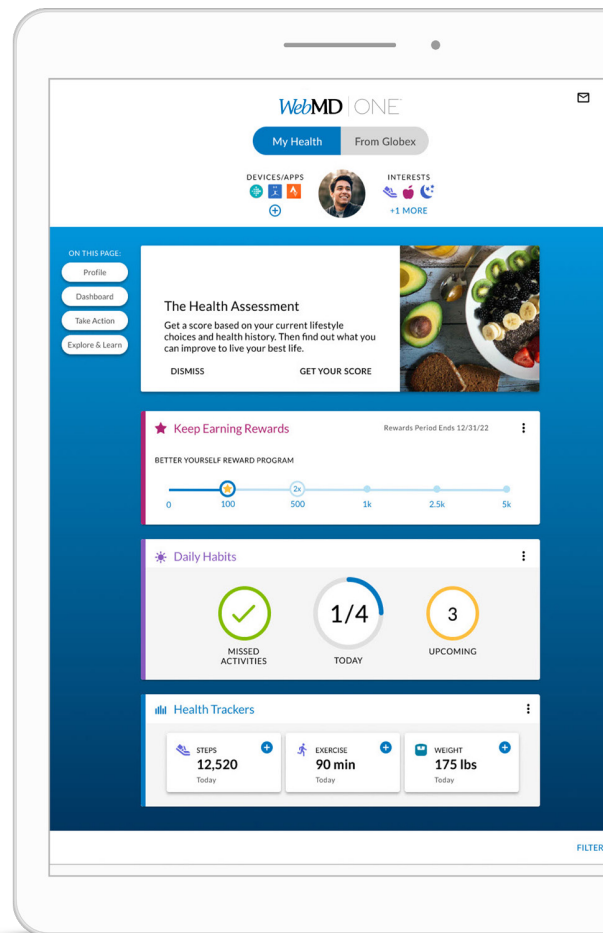 WebMD | ONE
My Health
From Globex
DEVICES/APPS
INTERESTS
+1 MORE
ON THIS PAGE:
Profile
Dashboard
Take Action
Explore & Learn
The Health Assessment
Get a score based on your current lifestyle
choices and health history. Then find out what you
can improve to live your best life.
DISMISS
GET YOUR SCORE
Keep Earning Rewards
Rewards Period Ends 12/31/22
BETTER YOURSELF REWARD PROGRAM
2x
0
100
500
1k
2.5k
5k
Daily Habits
MISSED
ACTIVITIES
1/4
TODAY
3
UPCOMING
Health Trackers
STEPS
12,520
Today
EXERCISE
90 min
Today
WEIGHT
175 lbs
Today
FILTER